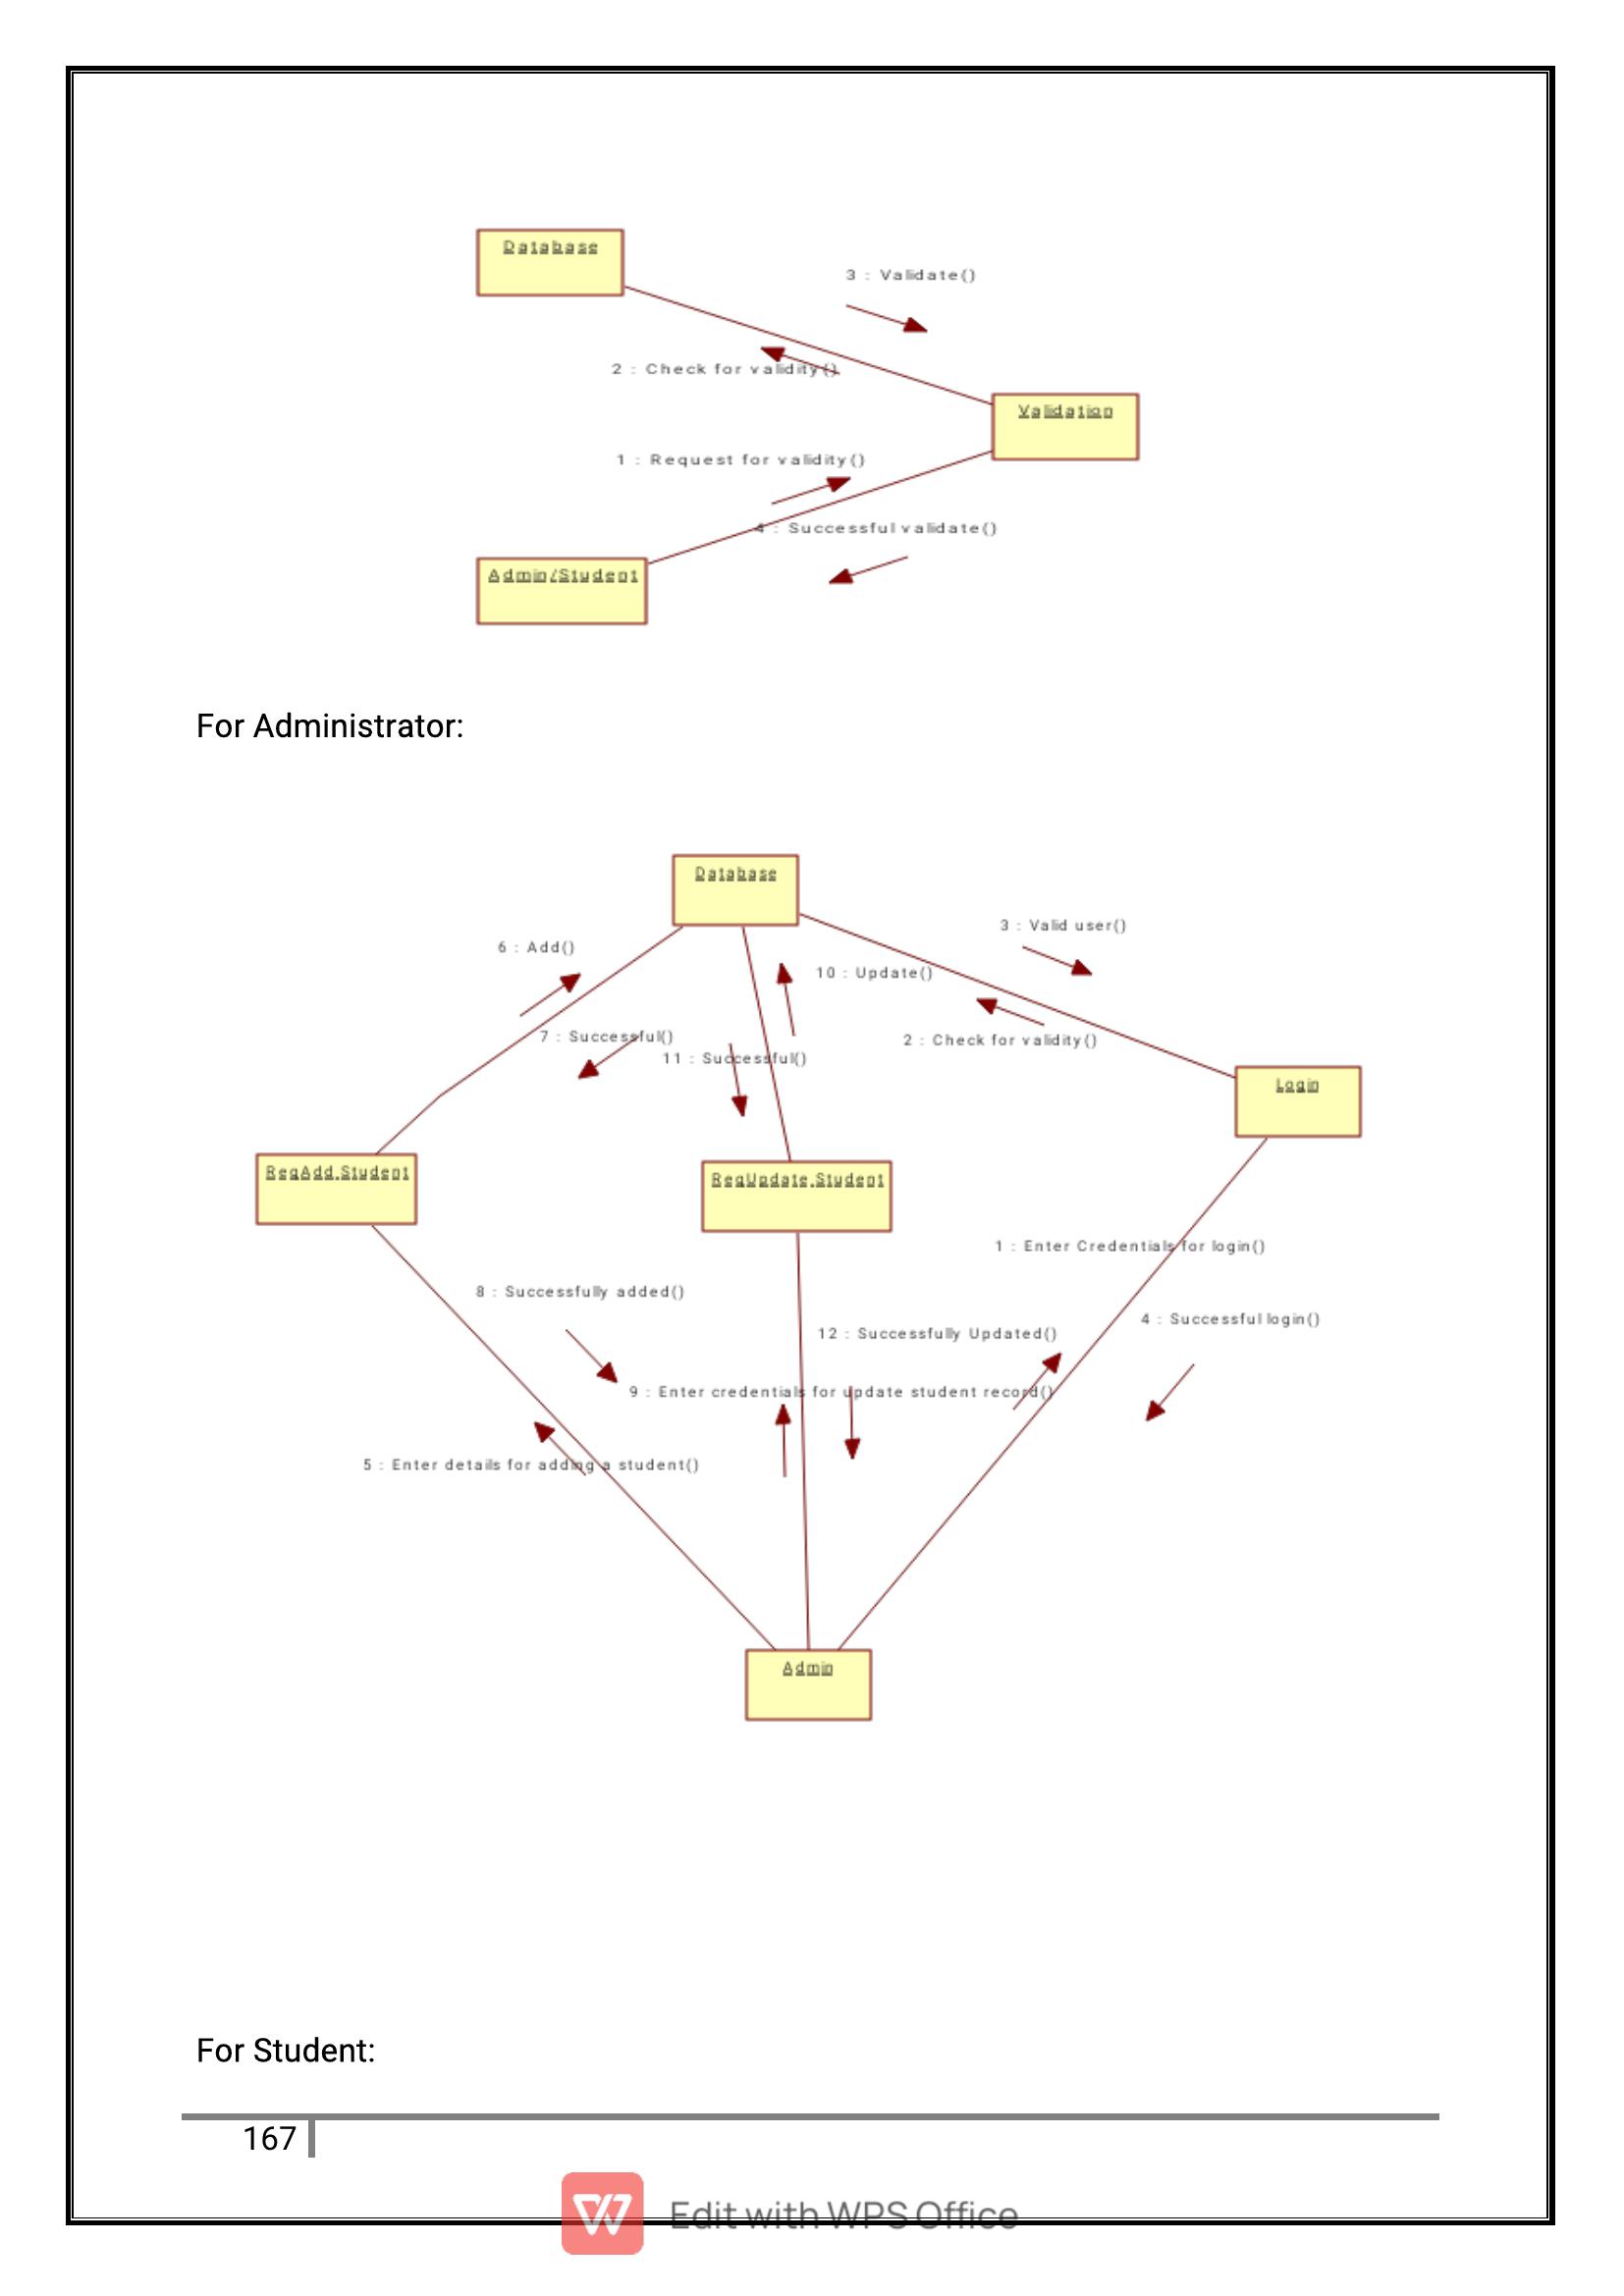 Database
3 : Validate()
2 : Check for validity()
Validation
1 : Request for validity()
4 : Successful validate()
Admin/Student
For Administrator:
Database
3 : Valid user()
6 : Add()
10 : Update()
7 : Successful()
2 : Check for validity()
11 : Successful()
Login
ReqAdd.Student
ReqUpdate.Student
1 : Enter Credentials for login()
8 : Successfully added()
4 : Successful login()
12 : Successfully Updated()
9 : Enter credentials for update student record()
5 : Enter details for adding a student()
Admin
For Student:
167
Edit with WPS Office